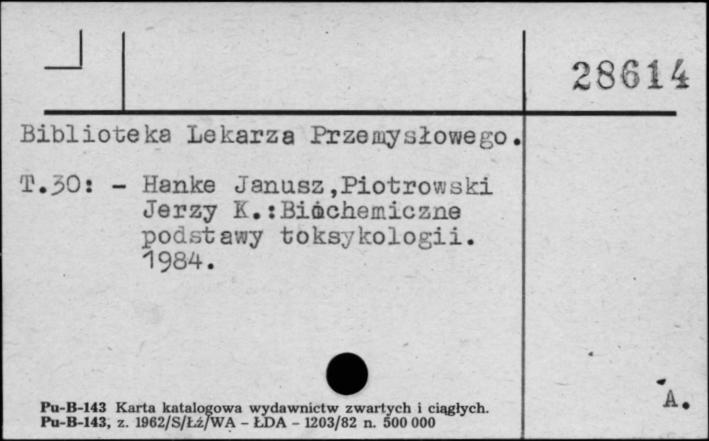 28614
Biblioteka Lekarza Przemysłowego.
T.30: - Hanke Janusz,Piotrowski
Jerzy K.:Biochemiczne
podstawy toksykologii.
1984.
A.
Pu-B-143 Karta katalogowa wydawnictw zwartych i ciągłych.
Pu-B-143, z. 1962/S/Łź/WA - ŁDA - 1203/82 n. 500 000